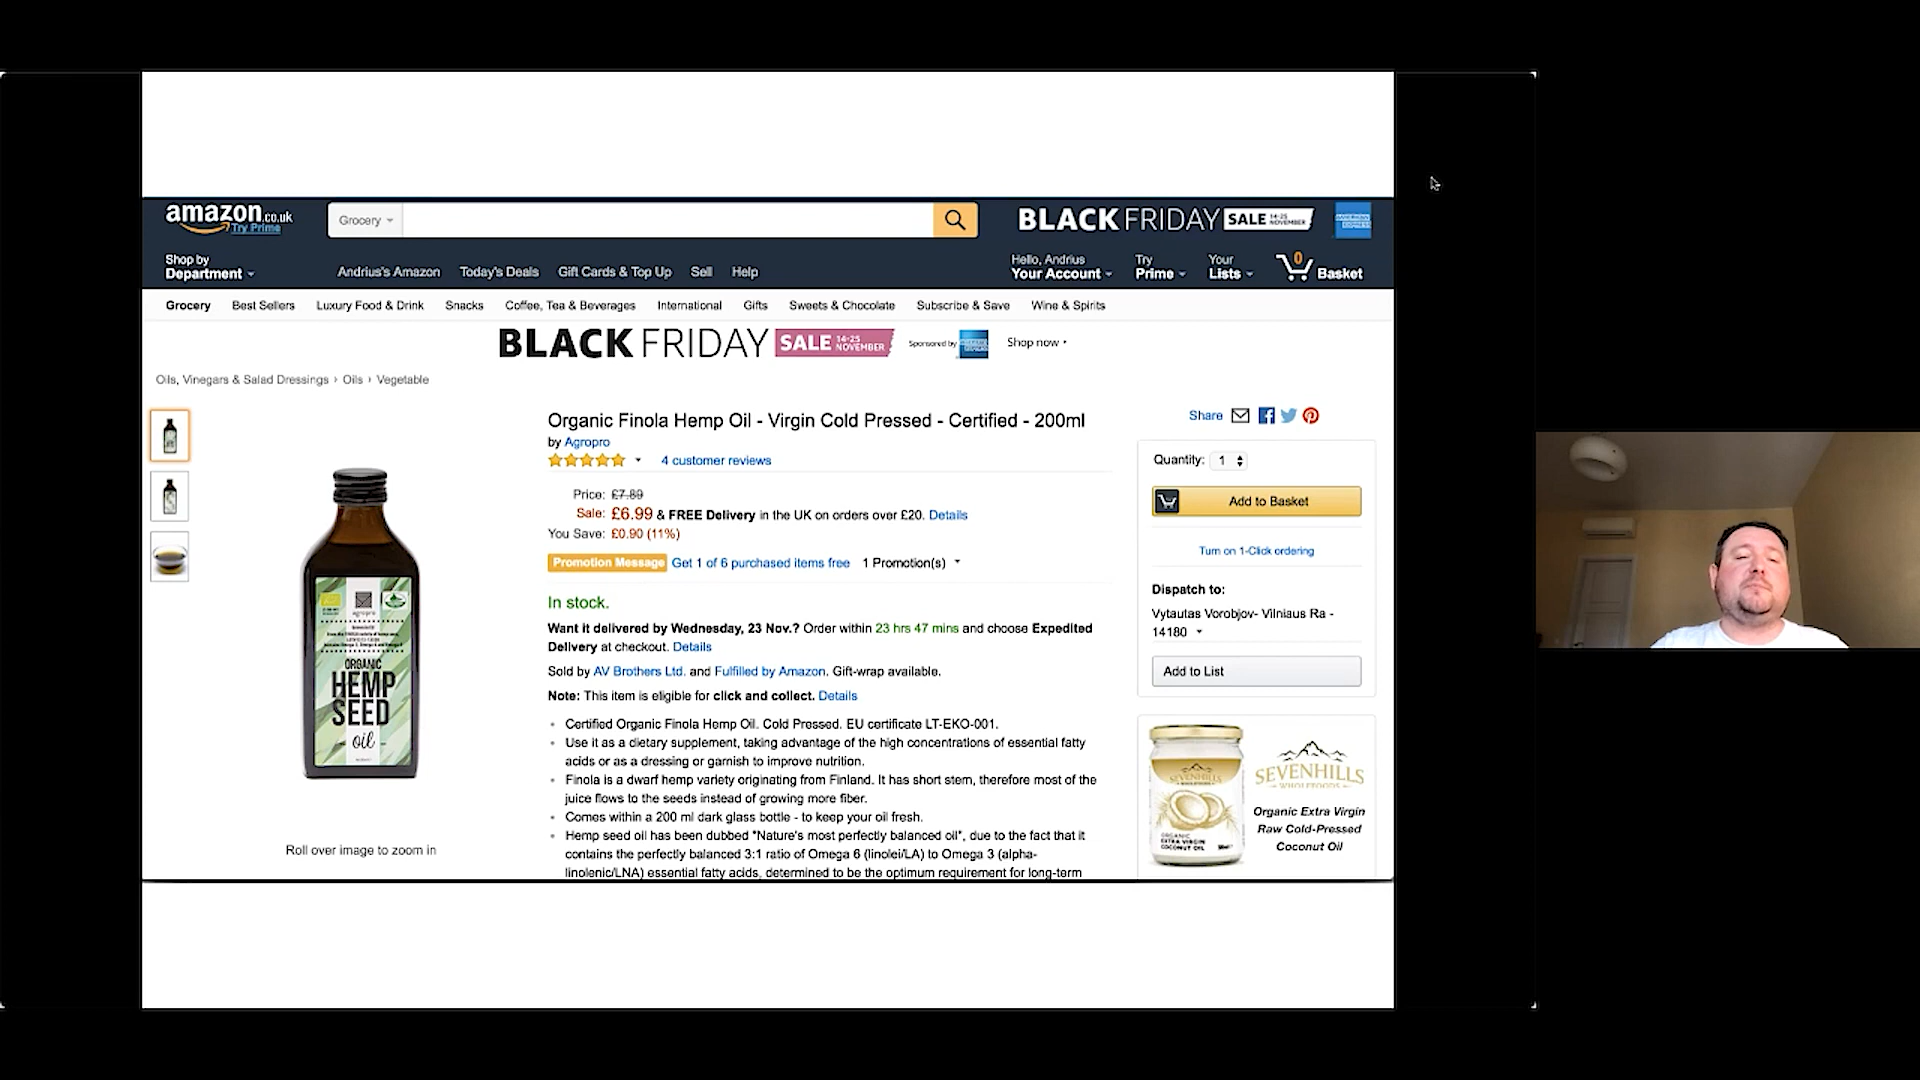 amazon.co.uk
Try Prime
Grocery
BLACK FRIDAY SALE 14-25 NOVEMBER
AMERICAN EXPRESS
Shop by
Department
Andrius's Amazon Today's Deals Gift Cards & Top Up Sell Help
Hello, Andrius
Your Account
Try
Prime
Your
Lists
0
Basket
Grocery Best Sellers Luxury Food & Drink Snacks Coffee, Tea & Beverages International Gifts Sweets & Chocolate Subscribe & Save Wine & Spirits
BLACK FRIDAY SALE 14-25 NOVEMBER Sponsored by Shop now
Oils, Vinegars & Salad Dressings › Oils › Vegetable
agropro
ORGANIC
HEMP
SEED
oil
Roll over image to zoom in
Organic Finola Hemp Oil - Virgin Cold Pressed - Certified - 200ml
by Agropro
4 customer reviews
Price: £7.89
Sale: £6.99 & FREE Delivery in the UK on orders over £20. Details
You Save: £0.90 (11%)
Promotion Message Get 1 of 6 purchased items free 1 Promotion(s)
In stock.
Want it delivered by Wednesday, 23 Nov.? Order within 23 hrs 47 mins and choose Expedited
Delivery at checkout. Details
Sold by AV Brothers Ltd. and Fulfilled by Amazon. Gift-wrap available.
Note: This item is eligible for click and collect. Details
• Certified Organic Finola Hemp Oil. Cold Pressed. EU certificate LT-EKO-001.
• Use it as a dietary supplement, taking advantage of the high concentrations of essential fatty
acids or as a dressing or garnish to improve nutrition.
• Finola is a dwarf hemp variety originating from Finland. It has short stem, therefore most of the
juice flows to the seeds instead of growing more fiber.
• Comes within a 200 ml dark glass bottle - to keep your oil fresh.
• Hemp seed oil has been dubbed "Nature's most perfectly balanced oil", due to the fact that it
contains the perfectly balanced 3:1 ratio of Omega 6 (linolei/LA) to Omega 3 (alpha-
linolenic/LNA) essential fatty acids, determined to be the optimum requirement for long-term
Share
Quantity: 1
Add to Basket
Turn on 1-Click ordering
Dispatch to:
Vytautas Vorobjov- Vilniaus Ra -
14180
Add to List
SEVENHILLS
WHOLEFOODS
ORGANIC
EXTRA VIRGIN
COCONUT OIL
SEVENHILLS
WHOLEFOODS
Organic Extra Virgin
Raw Cold-Pressed
Coconut Oil